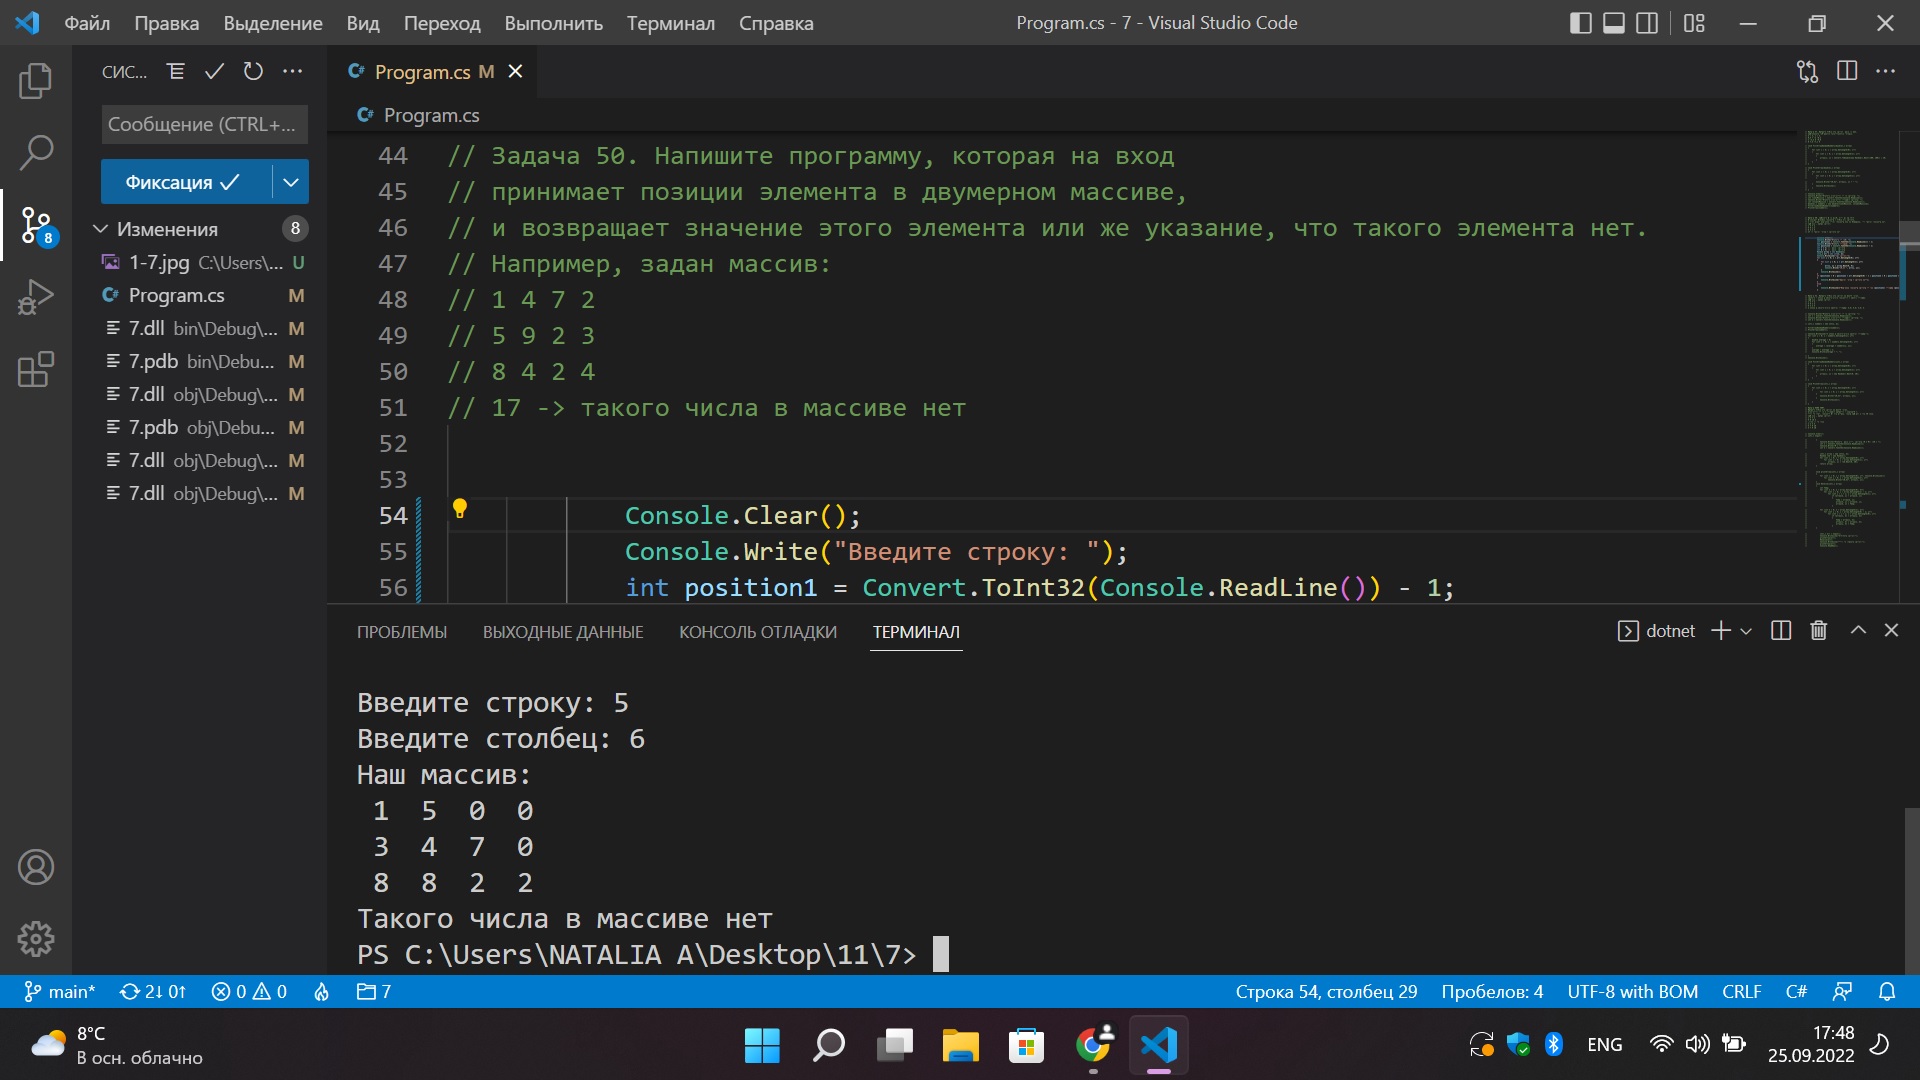 Файл Правка Выделение Вид Переход Выполнить Терминал Справка Program.cs - 7 - Visual Studio Code
СИС...
Сообщение (CTRL+...
Фиксация
Изменения 8
8
1-7.jpg C:\Users\... U
Program.cs M
7.dll bin\Debug\... M
7.pdb bin\Debu... M
7.dll obj\Debug\... M
7.pdb obj\Debu... M
7.dll obj\Debug\... M
7.dll obj\Debug\... M
C# Program.cs M
C# Program.cs
44 // Задача 50. Напишите программу, которая на вход
45 // принимает позиции элемента в двумерном массиве,
46 // и возвращает значение этого элемента или же указание, что такого элемента нет.
47 // Например, задан массив:
48 // 1 4 7 2
49 // 5 9 2 3
50 // 8 4 2 4
51 // 17 -> такого числа в массиве нет
52
53
54 Console.Clear();
55 Console.Write("Введите строку: ");
56 int position1 = Convert.ToInt32(Console.ReadLine()) - 1;
ПРОБЛЕМЫ ВЫХОДНЫЕ ДАННЫЕ КОНСОЛЬ ОТЛАДКИ ТЕРМИНАЛ dotnet
Введите строку: 5
Введите столбец: 6
Наш массив:
1 5 0 0
3 4 7 0
8 8 2 2
Такого числа в массиве нет
PS C:\Users\NATALIA A\Desktop\11\7>
main* 2↓ 0↑ 0 0 7 Строка 54, столбец 29 Пробелов: 4 UTF-8 with BOM CRLF C#
8°C
В осн. облачно
ENG
17:48
25.09.2022